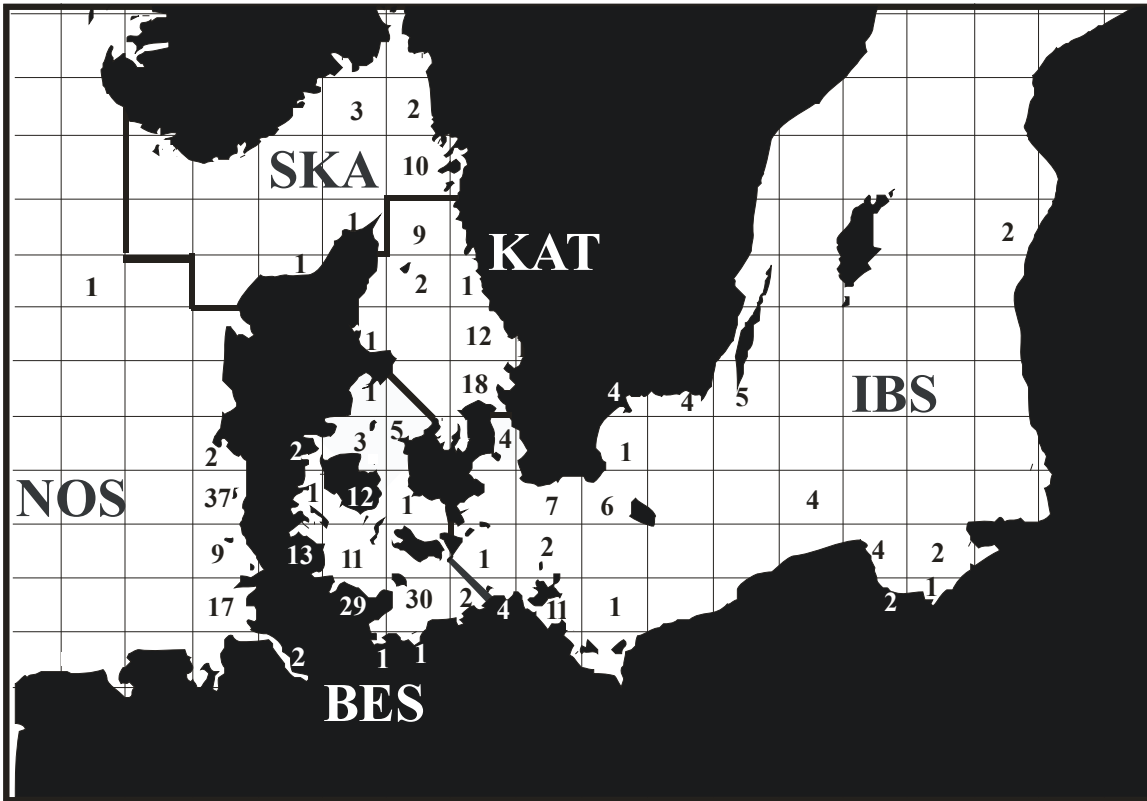 3 2
SKA 10
1 9 KAT 2
1 1 2 1
1 12
1 18 4 4 5 IBS
2 2 3 5 4 1
NOS 37 1 12 1 7 6 4
9 13 11 1 2 4 2
17 29 30 2 4 11 1 2 1
2 1 1
BES